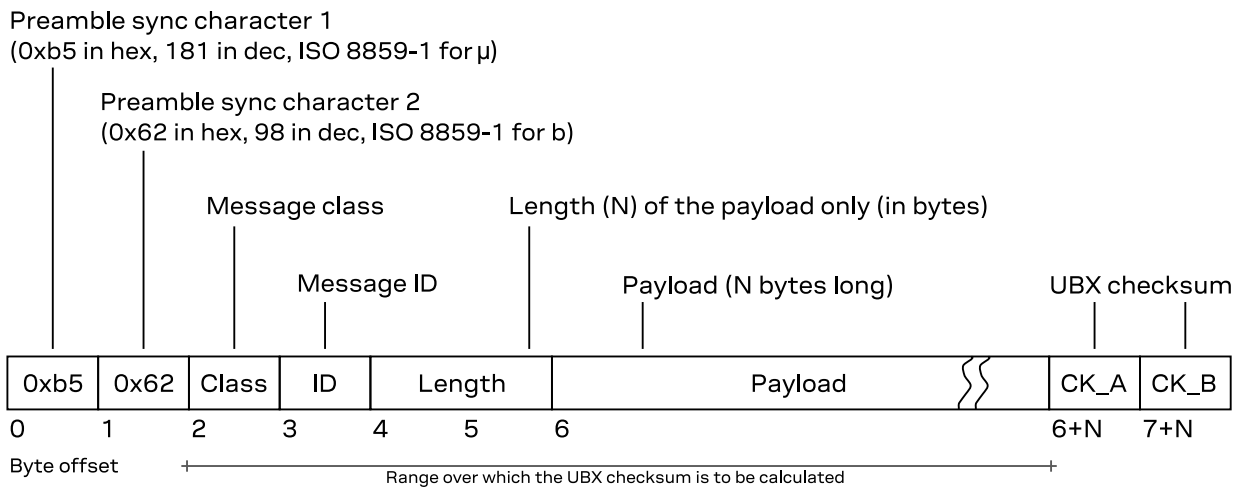 Preamble sync character 1
(0xb5 in hex, 181 in dec, ISO 8859-1 for μ)
Preamble sync character 2
(0x62 in hex, 98 in dec, ISO 8859-1 for b)
Message class
Length (N) of the payload only (in bytes)
Message ID
Payload (N bytes long)
UBX checksum
0xb5 0x62 Class ID Length Payload CK_A CK_B
0 1 2 3 4 5 6 6+N 7+N
Byte offset
Range over which the UBX checksum is to be calculated